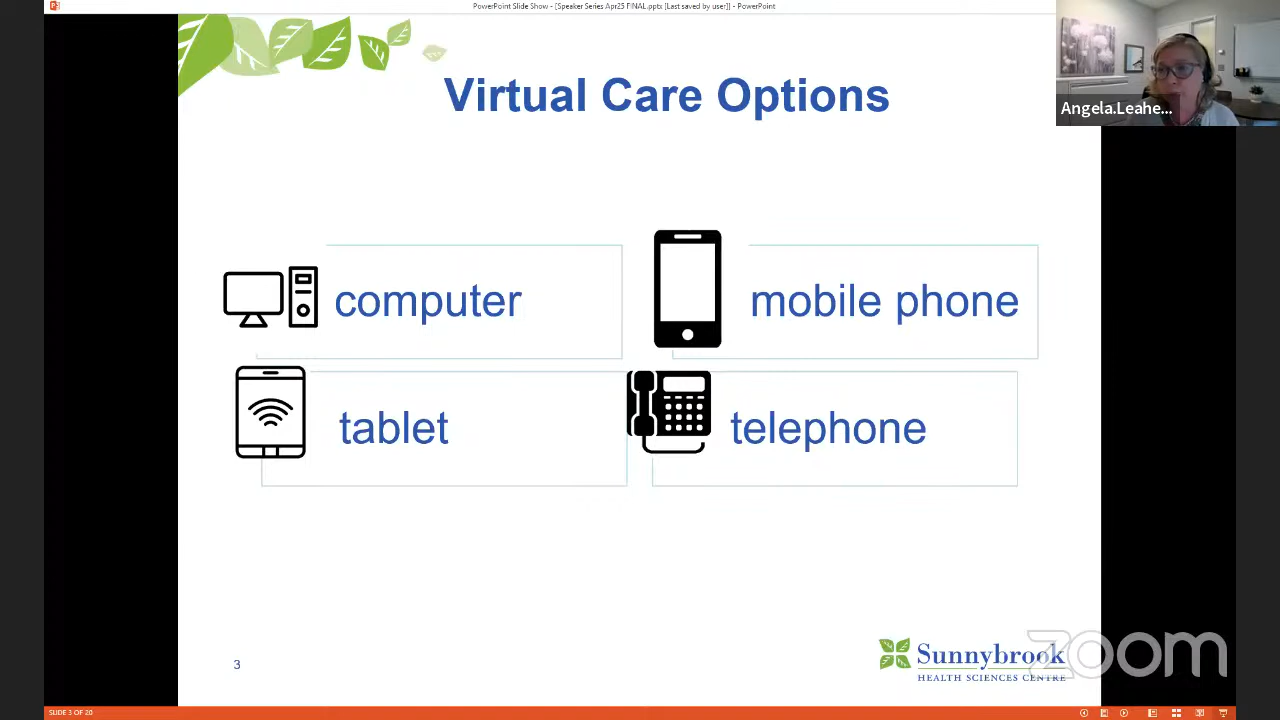 PowerPoint Slide Show - [Speaker Series Apr25 FINAL.pptx [Last saved by user]] - PowerPoint
Virtual Care Options
Angela.Leahe...
computer
mobile phone
tablet
telephone
3
Sunnybrook
HEALTH SCIENCES CENTRE
zoom
SLIDE 3 OF 20